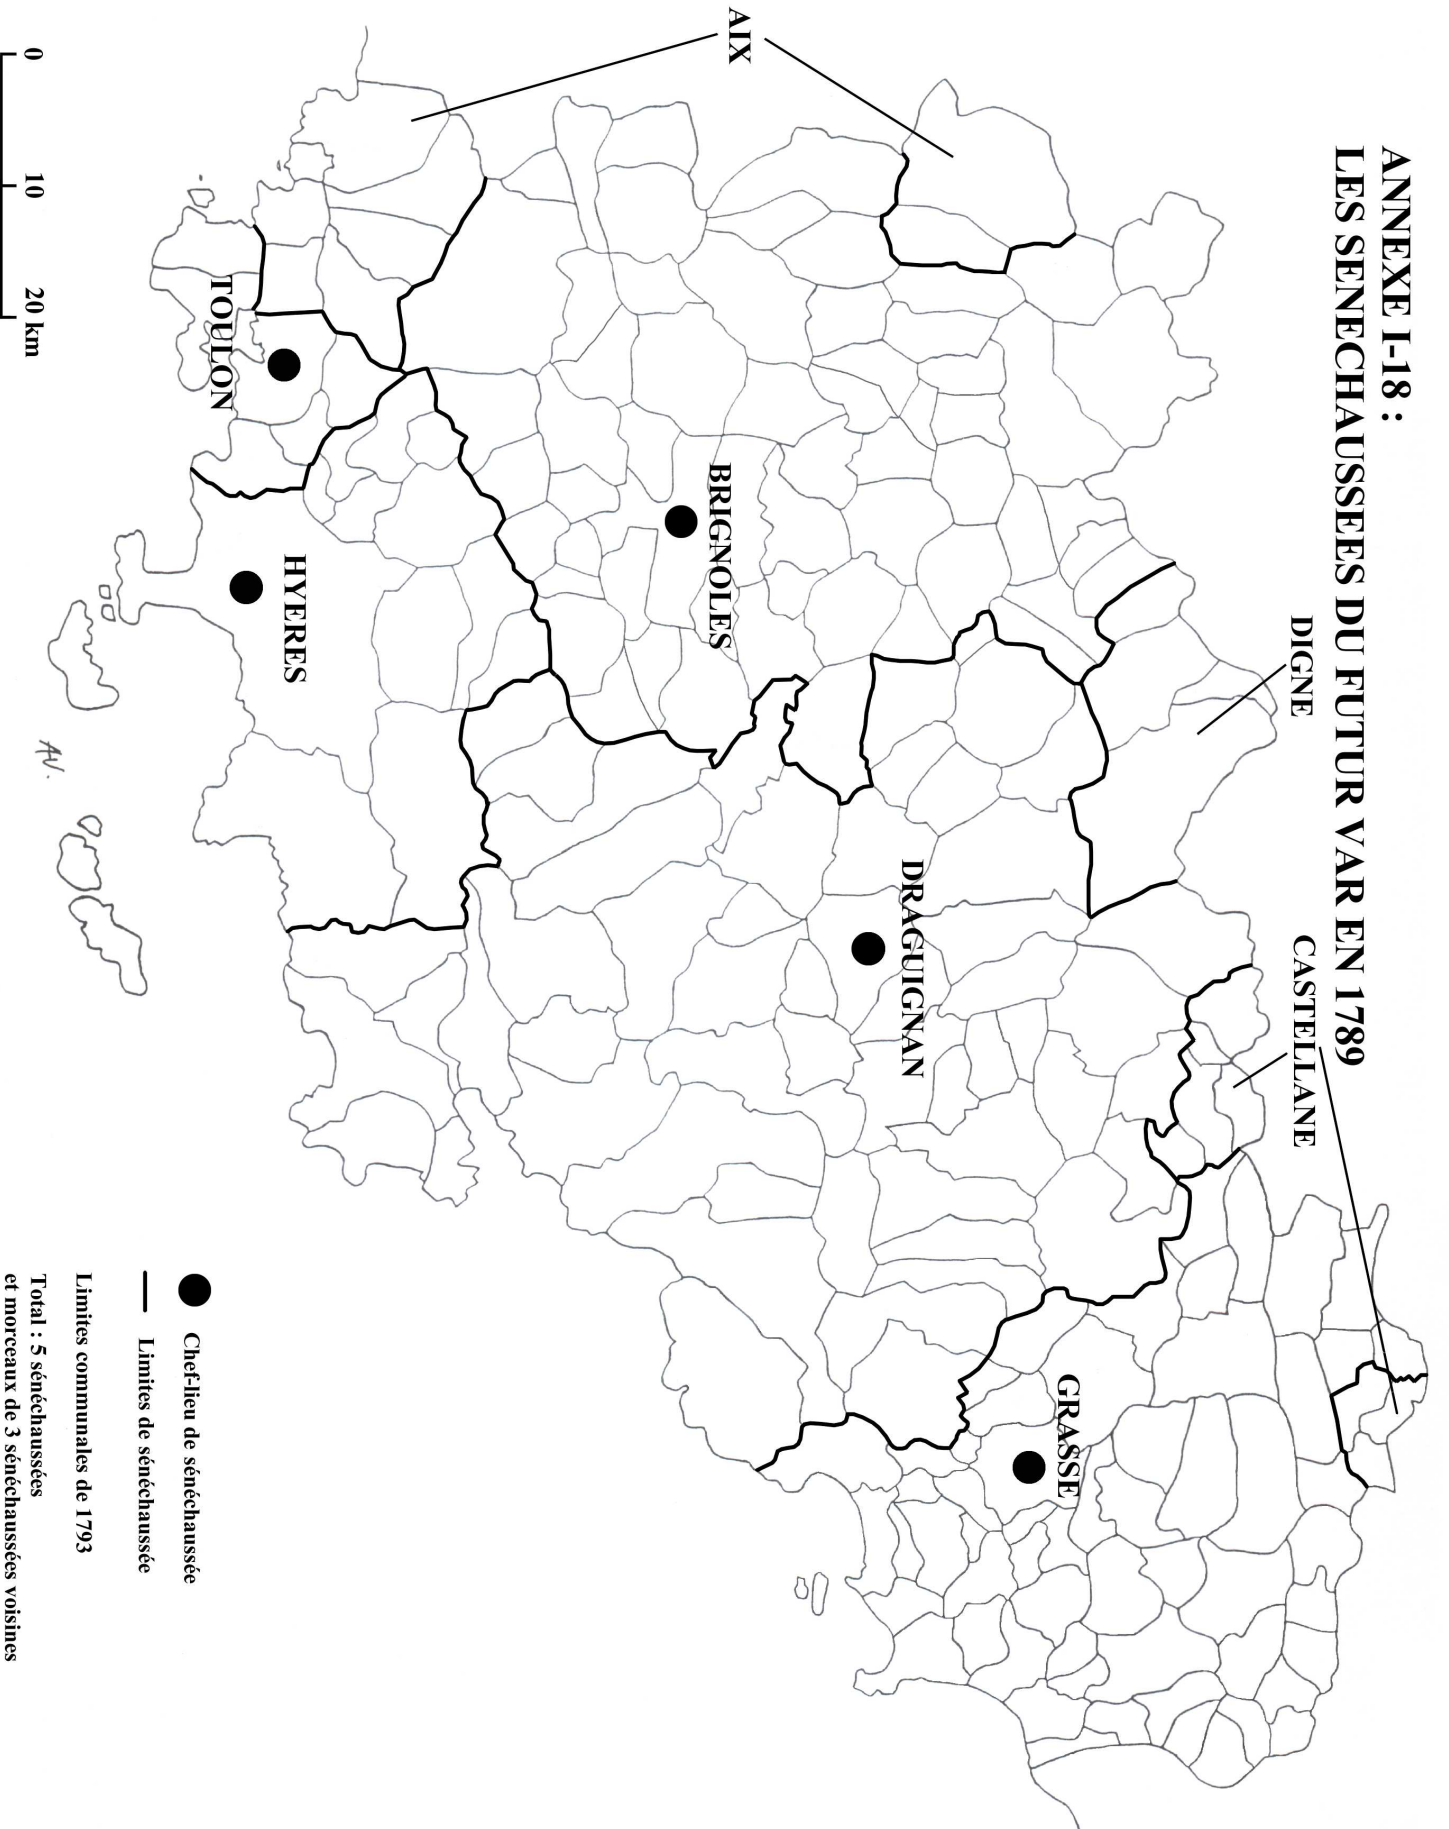 ANNEXE I-18 :
LES SENECHAUSSEES DU FUTUR VAR EN 1789
DIGNE
CASTELLANE
AIX
GRASSE
DRAGUIGNAN
BRIGNOLES
HYERES
TOULON
AV.
Chef-lieu de sénéchaussée
Limites de sénéchaussée
Limites communales de 1793
Total : 5 sénéchaussées
et morceaux de 3 sénéchaussées voisines
0 10 20 km